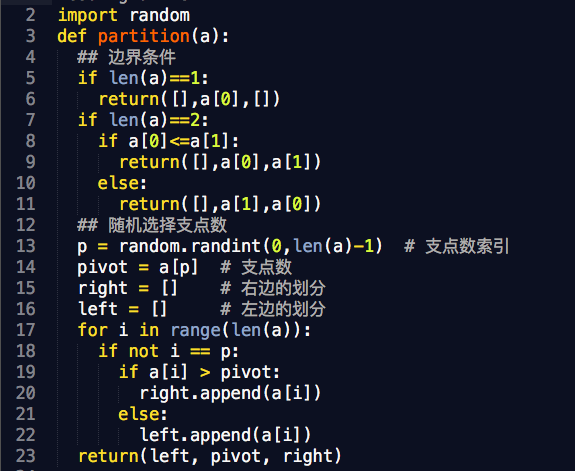 2 import random
3 def partition(a):
4   ## 边界条件
5   if len(a)==1:
6     return([],a[0],[])
7   if len(a)==2:
8     if a[0]<=a[1]:
9       return([],a[0],a[1])
10     else:
11       return([],a[1],a[0])
12   ## 随机选择支点数
13   p = random.randint(0,len(a)-1)  # 支点数索引
14   pivot = a[p]  # 支点数
15   right = []    # 右边的划分
16   left = []     # 左边的划分
17   for i in range(len(a)):
18     if not i == p:
19       if a[i] > pivot:
20         right.append(a[i])
21       else:
22         left.append(a[i])
23   return(left, pivot, right)